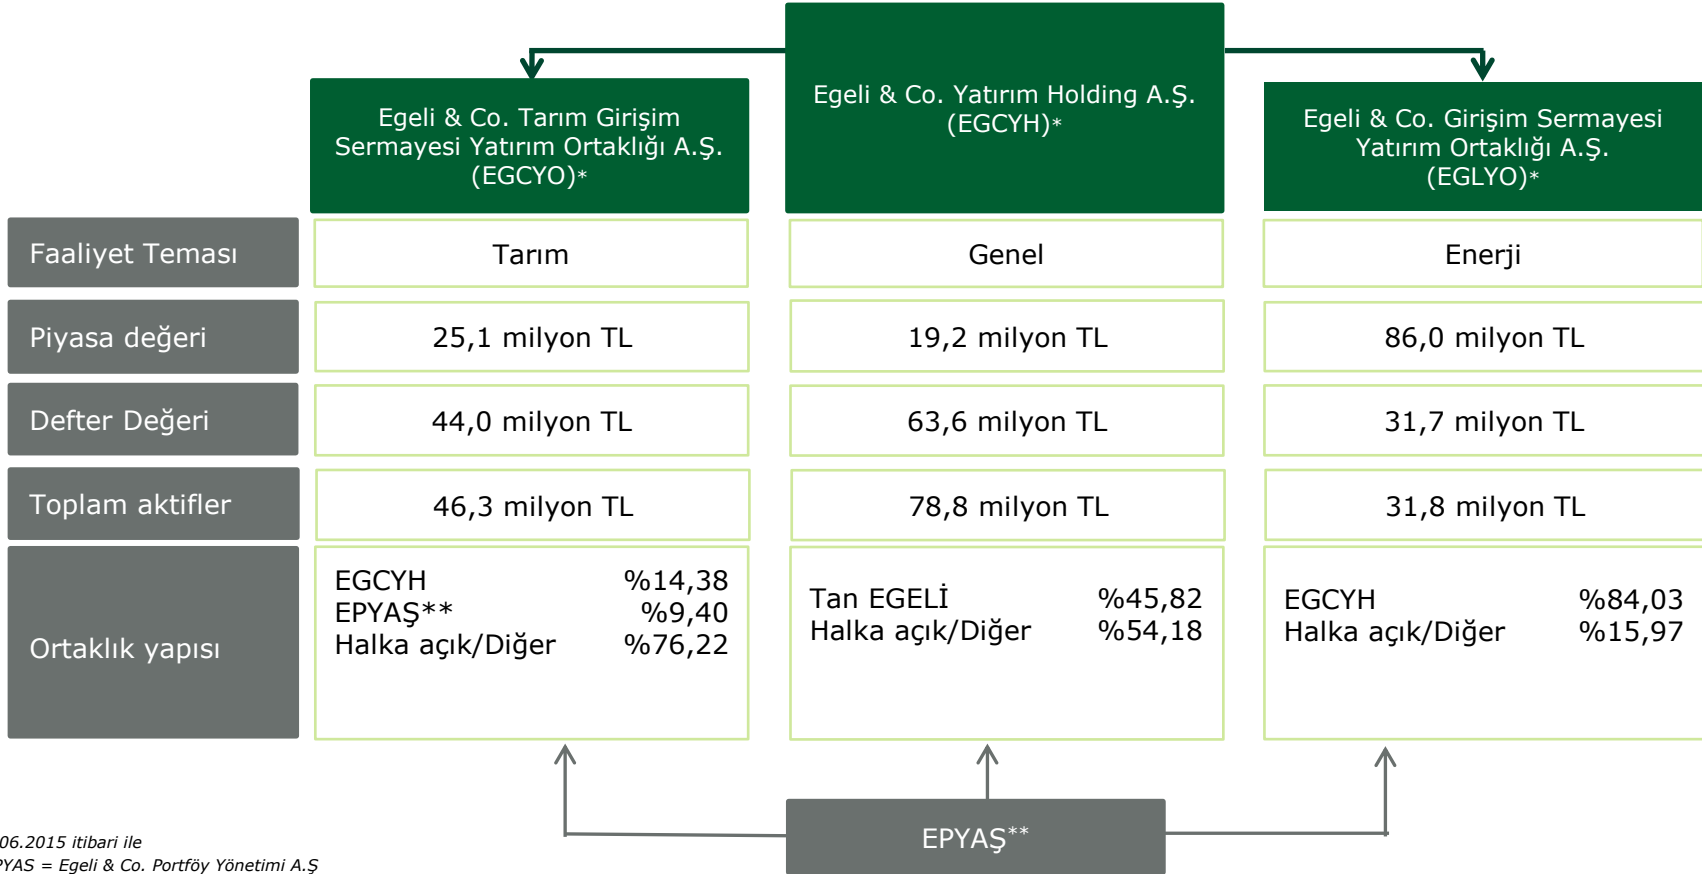 Egeli & Co. Yatırım Holding A.Ş.
(EGCYH)*
Egeli & Co. Tarım Girişim
Sermayesi Yatırım Ortaklığı A.Ş.
(EGCYO)*
Egeli & Co. Girişim Sermayesi
Yatırım Ortaklığı A.Ş.
(EGLYO)*
Faaliyet Teması Tarım Genel Enerji
Piyasa değeri 25,1 milyon TL 19,2 milyon TL 86,0 milyon TL
Defter Değeri 44,0 milyon TL 63,6 milyon TL 31,7 milyon TL
Toplam aktifler 46,3 milyon TL 78,8 milyon TL 31,8 milyon TL
Ortaklık yapısı
EGCYH %14,38
EPYAŞ** %9,40
Halka açık/Diğer %76,22
Tan EGELİ %45,82
Halka açık/Diğer %54,18
EGCYH %84,03
Halka açık/Diğer %15,97
EPYAŞ**
06.2015 itibari ile
PYAS = Egeli & Co. Portföy Yönetimi A.Ş